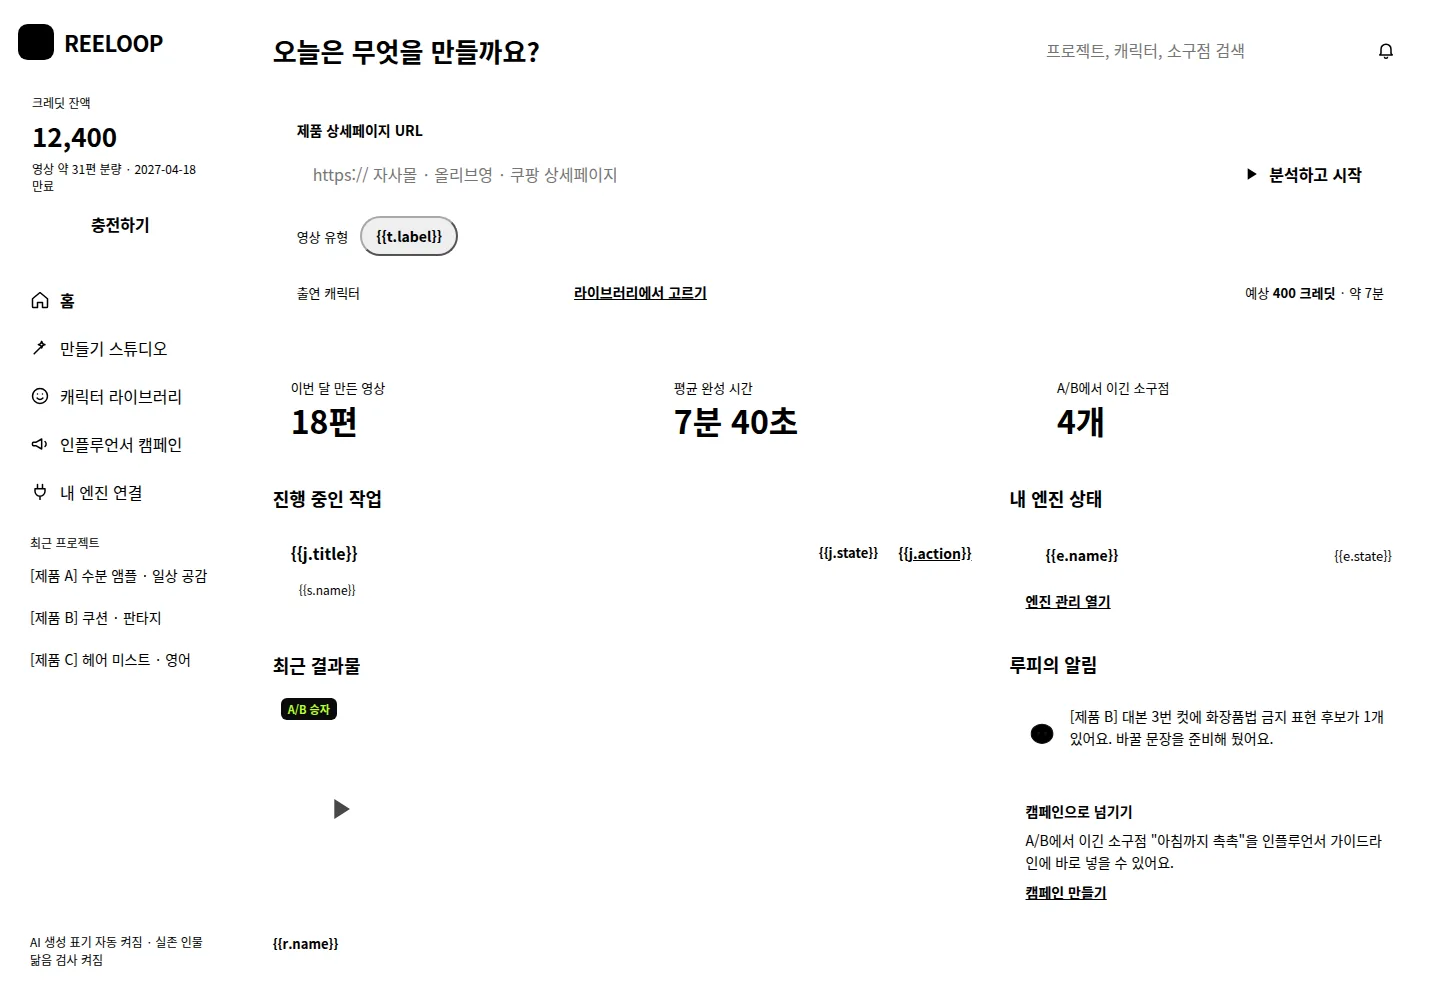 REELOOP
크레딧 잔액
12,400
영상 약 31편 분량 · 2027-04-18
만료
충전하기
홈
만들기 스튜디오
캐릭터 라이브러리
인플루언서 캠페인
내 엔진 연결
최근 프로젝트
[제품 A] 수분 앰플 · 일상 공감
[제품 B] 쿠션 · 판타지
[제품 C] 헤어 미스트 · 영어
AI 생성 표기 자동 켜짐 · 실존 인물
닮음 검사 켜짐
오늘은 무엇을 만들까요?
프로젝트, 캐릭터, 소구점 검색
제품 상세페이지 URL
https:// 자사몰 · 올리브영 · 쿠팡 상세페이지
분석하고 시작
영상 유형
{{t.label}}
출연 캐릭터
라이브러리에서 고르기
예상 400 크레딧 · 약 7분
이번 달 만든 영상
18편
평균 완성 시간
7분 40초
A/B에서 이긴 소구점
4개
진행 중인 작업
{{j.title}}
{{j.state}}
{{j.action}}
{{s.name}}
최근 결과물
A/B 승자
{{r.name}}
내 엔진 상태
{{e.name}}
{{e.state}}
엔진 관리 열기
루피의 알림
[제품 B] 대본 3번 컷에 화장품법 금지 표현 후보가 1개
있어요. 바꿀 문장을 준비해 뒀어요.
캠페인으로 넘기기
A/B에서 이긴 소구점 "아침까지 촉촉"을 인플루언서 가이드라
인에 바로 넣을 수 있어요.
캠페인 만들기